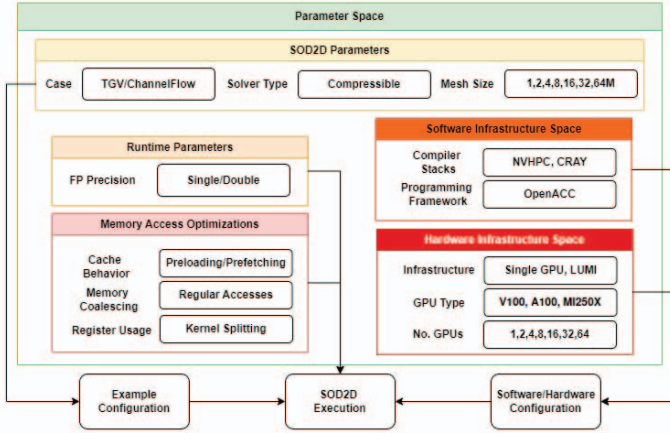 Parameter Space
SOD2D Parameters
Case TGV/ChannelFlow Solver Type Compressible Mesh Size 1,2,4,8,16,32,64M
Runtime Parameters
FP Precision Single/Double
Memory Access Optimizations
Cache
Behavior
Preloading/Prefetching
Memory
Coalescing
Regular Accesses
Register Usage Kernel Splitting
Software Infrastructure Space
Compiler
Stacks
NVHPC, CRAY
Programming
Framework
OpenACC
Hardware Infrastructure Space
Infrastructure Single GPU, LUMI
GPU Type V100, A100, MI250X
No. GPUs 1,2,4,8,16,32,64
Example
Configuration
SOD2D
Execution
Software/Hardware
Configuration